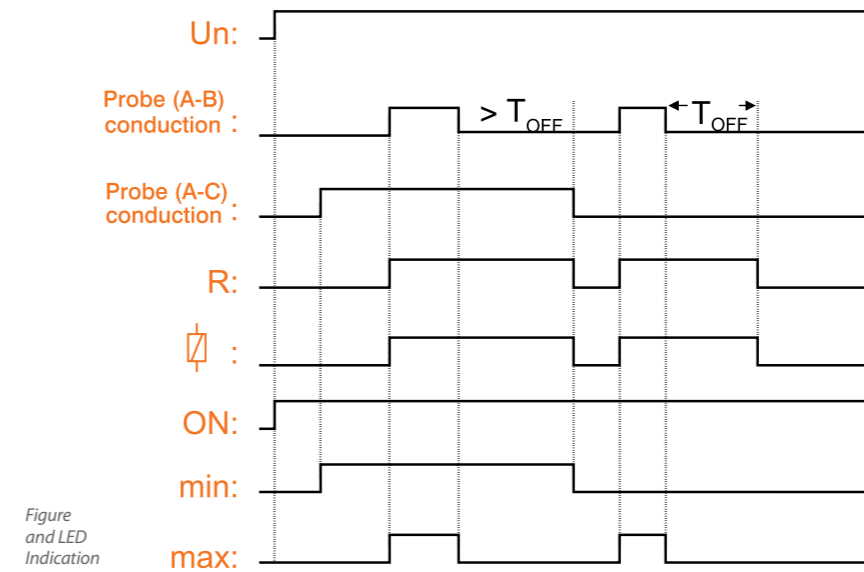 Un:
Probe (A-B)
conduction :
> TOFF
TOFF
Probe (A-C)
conduction :
R:
:
ON:
min:
Figure
and LED
Indication
max: